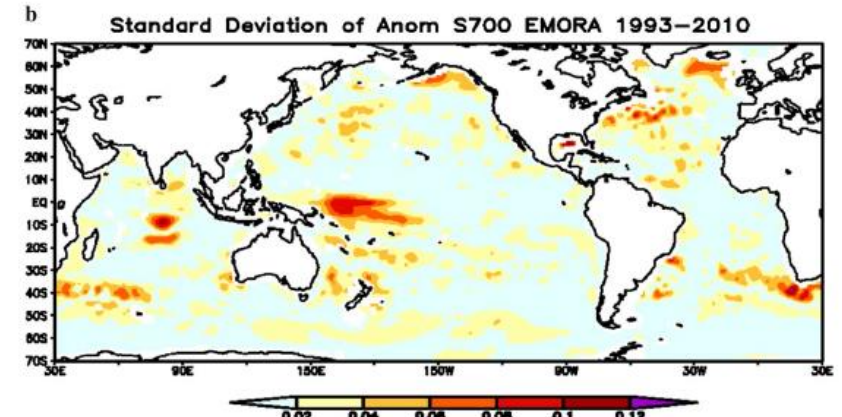 b
Standard Deviation of Anom S700 EMORA 1993–2010
70N
60N
50N
40N
30N
20N
10N
EQ
10S
20S
30S
40S
50S
60S
70S
30E 90E 150E 150W 90W 30W 30E
0.02 0.04 0.06 0.08 0.1 0.12